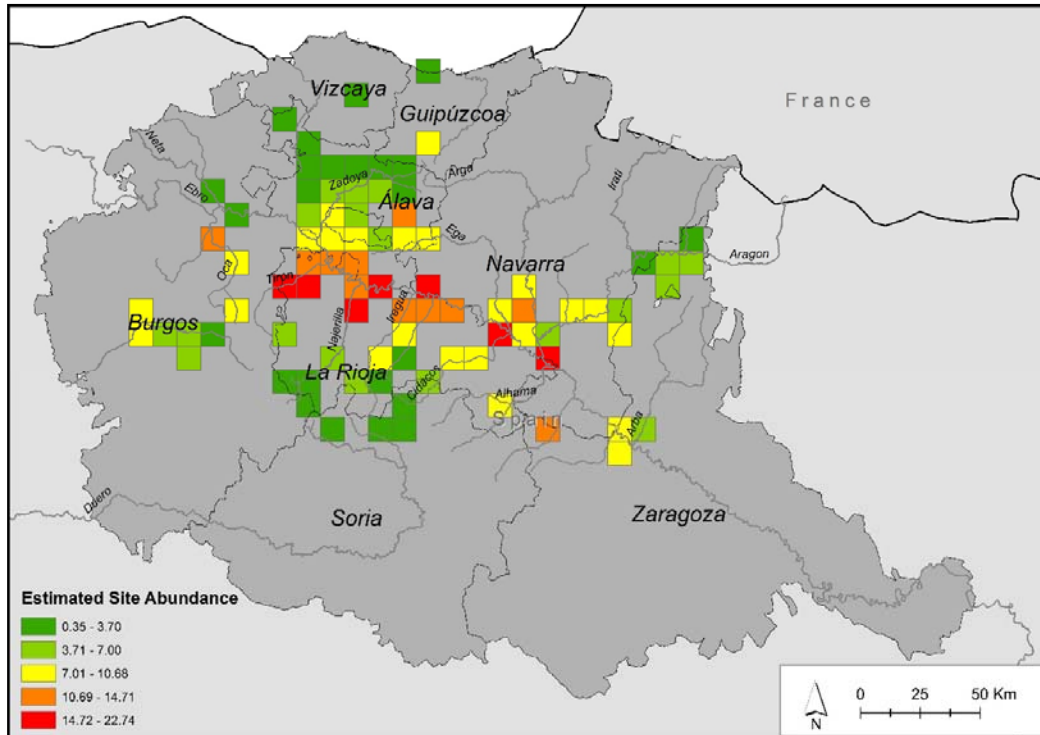 Vizcaya
Guipúzcoa
France
Nela
Ebro
Zadoya
Arga
Irati
Álava
Ega
Aragon
Oca
Tiron
Navarra
Najerilla
Iregua
Burgos
La Rioja
Cidacos
Alhama
Spain
Arba
Duero
Soria
Zaragoza
Estimated Site Abundance
0.35 - 3.70
3.71 - 7.00
7.01 - 10.68
10.69 - 14.71
14.72 - 22.74
N
0 25 50 Km